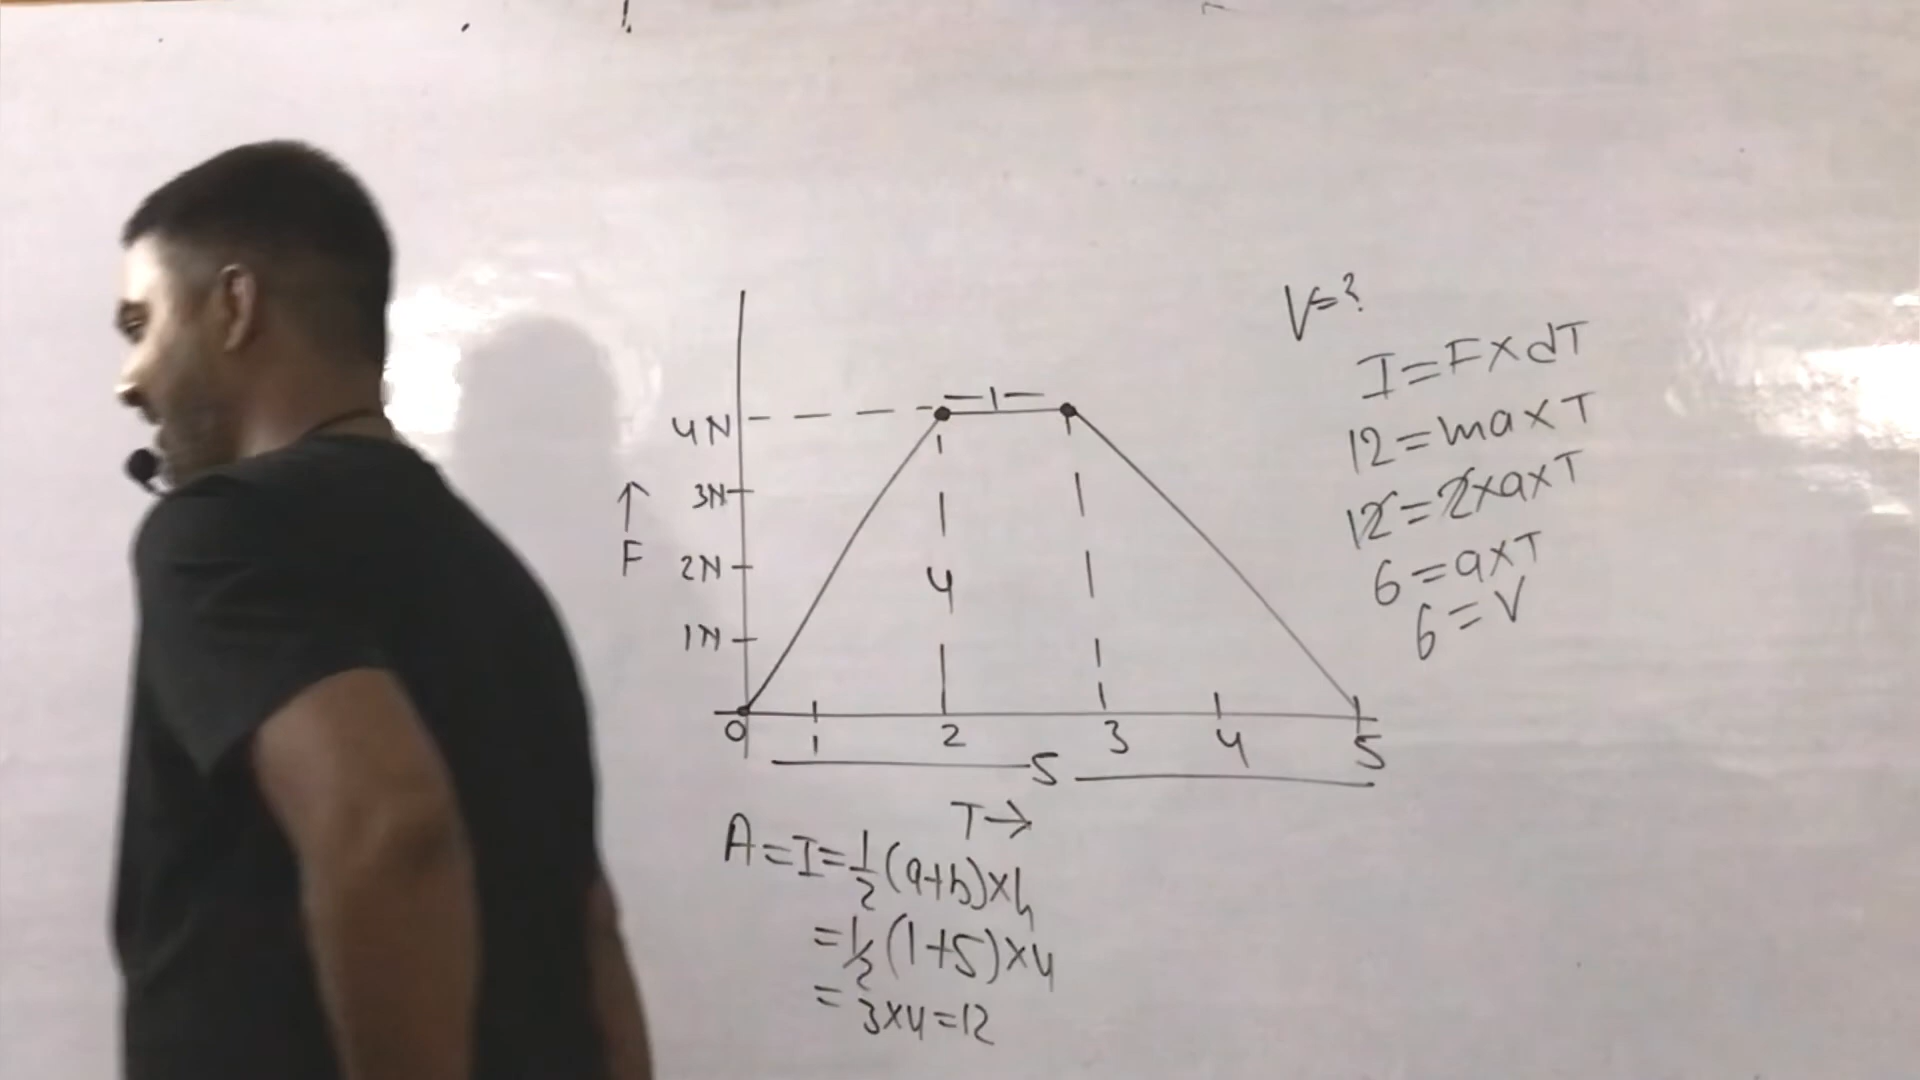 V=?
I=F×dT
12=ma×T
12=2×a×T
6=a×T
6=V
1
4N
3N
2N
1N
↑
F
4
0 1 2 3 4 5
5
T→
A=I=1/2(a+b)×h
=1/2(1+5)×4
=3×4=12